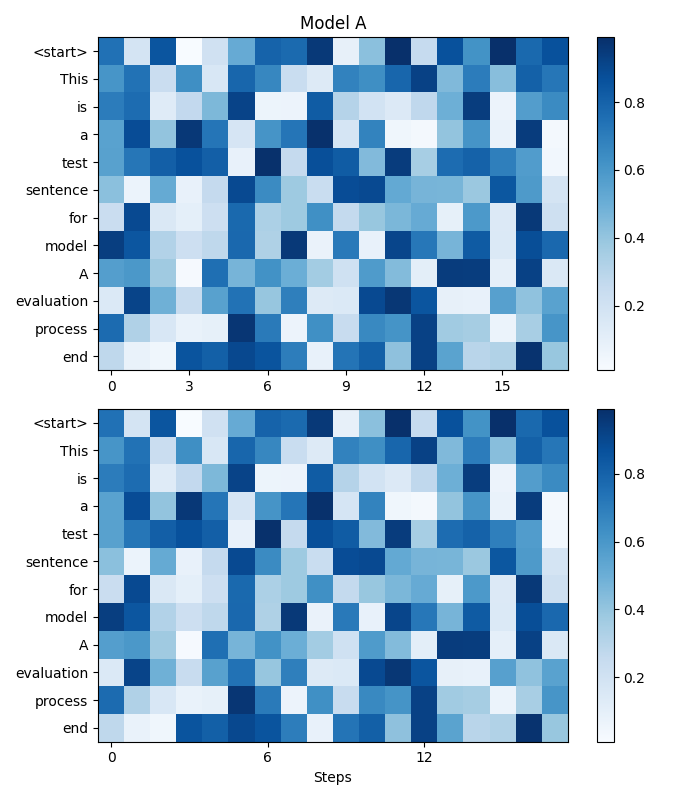 Model A
<start>
This
is
a
test
sentence
for
model
A
evaluation
process
end
0 3 6 9 12 15
0.8
0.6
0.4
0.2
<start>
This
is
a
test
sentence
for
model
A
evaluation
process
end
0 6 12
Steps
0.8
0.6
0.4
0.2